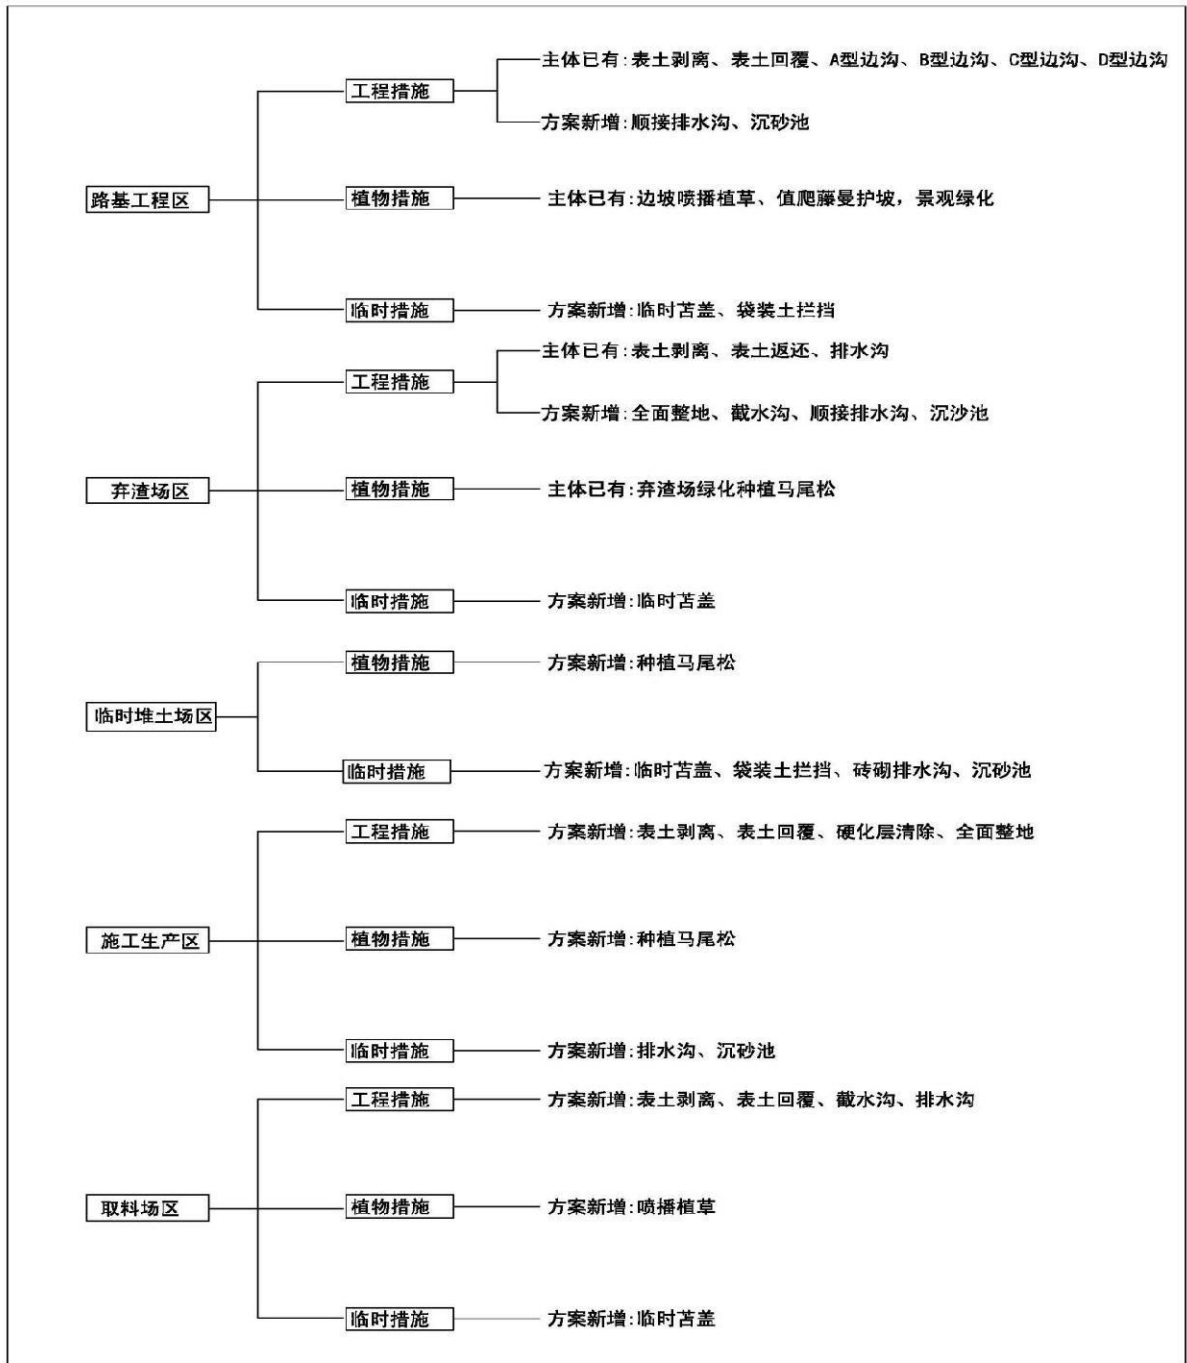 主体已有:表土剥离、表土回覆、A型边沟、B型边沟、C型边沟、D型边沟
工程措施
方案新增:顺接排水沟、沉砂池
路基工程区
植物措施
主体已有:边坡喷播植草、值爬藤曼护坡，景观绿化
临时措施
方案新增:临时苫盖、袋装土拦挡
主体已有:表土剥离、表土返还、排水沟
工程措施
方案新增:全面整地、截水沟、顺接排水沟、沉沙池
弃渣场区
植物措施
主体已有:弃渣场绿化种植马尾松
临时措施
方案新增:临时苫盖
植物措施
方案新增:种植马尾松
临时堆土场区
临时措施
方案新增:临时苫盖、袋装土拦挡、砖砌排水沟、沉砂池
工程措施
方案新增:表土剥离、表土回覆、硬化层清除、全面整地
施工生产区
植物措施
方案新增:种植马尾松
临时措施
方案新增:排水沟、沉砂池
工程措施
方案新增:表土剥离、表土回覆、截水沟、排水沟
取料场区
植物措施
方案新增:喷播植草
临时措施
方案新增:临时苫盖